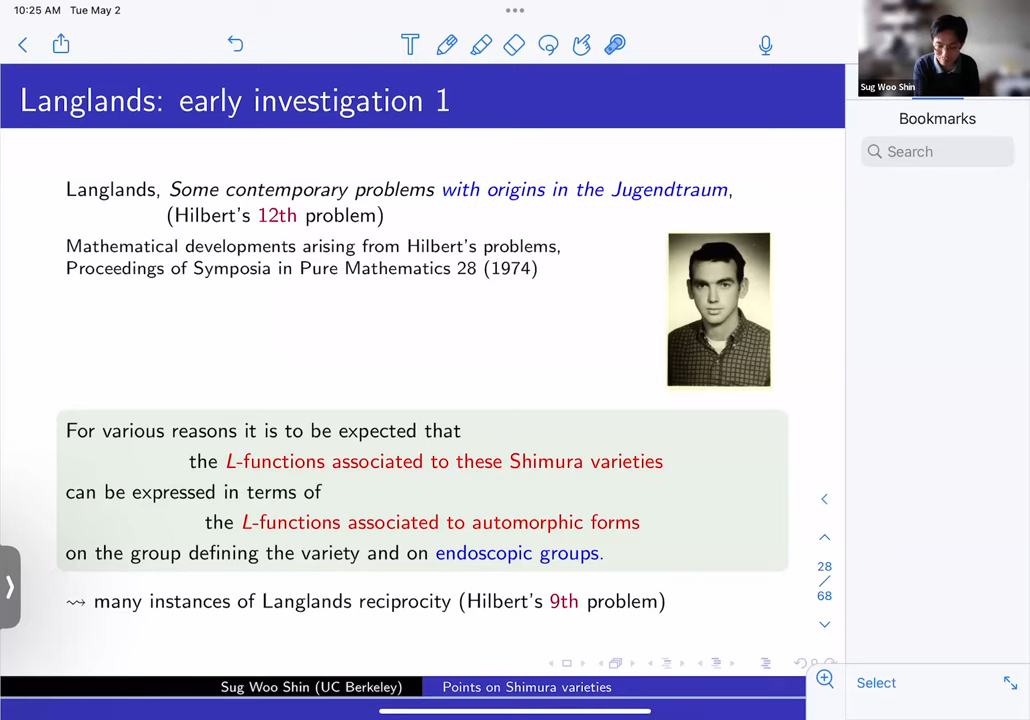 10:25 AM Tue May 2
Sug Woo Shin
Langlands: early investigation 1
Bookmarks
Search
Langlands, Some contemporary problems with origins in the Jugendtraum,
(Hilbert's 12th problem)
Mathematical developments arising from Hilbert's problems,
Proceedings of Symposia in Pure Mathematics 28 (1974)
For various reasons it is to be expected that
the L-functions associated to these Shimura varieties
can be expressed in terms of
the L-functions associated to automorphic forms
on the group defining the variety and on endoscopic groups.
⇝ many instances of Langlands reciprocity (Hilbert's 9th problem)
28
/
68
Sug Woo Shin (UC Berkeley) Points on Shimura varieties
Select